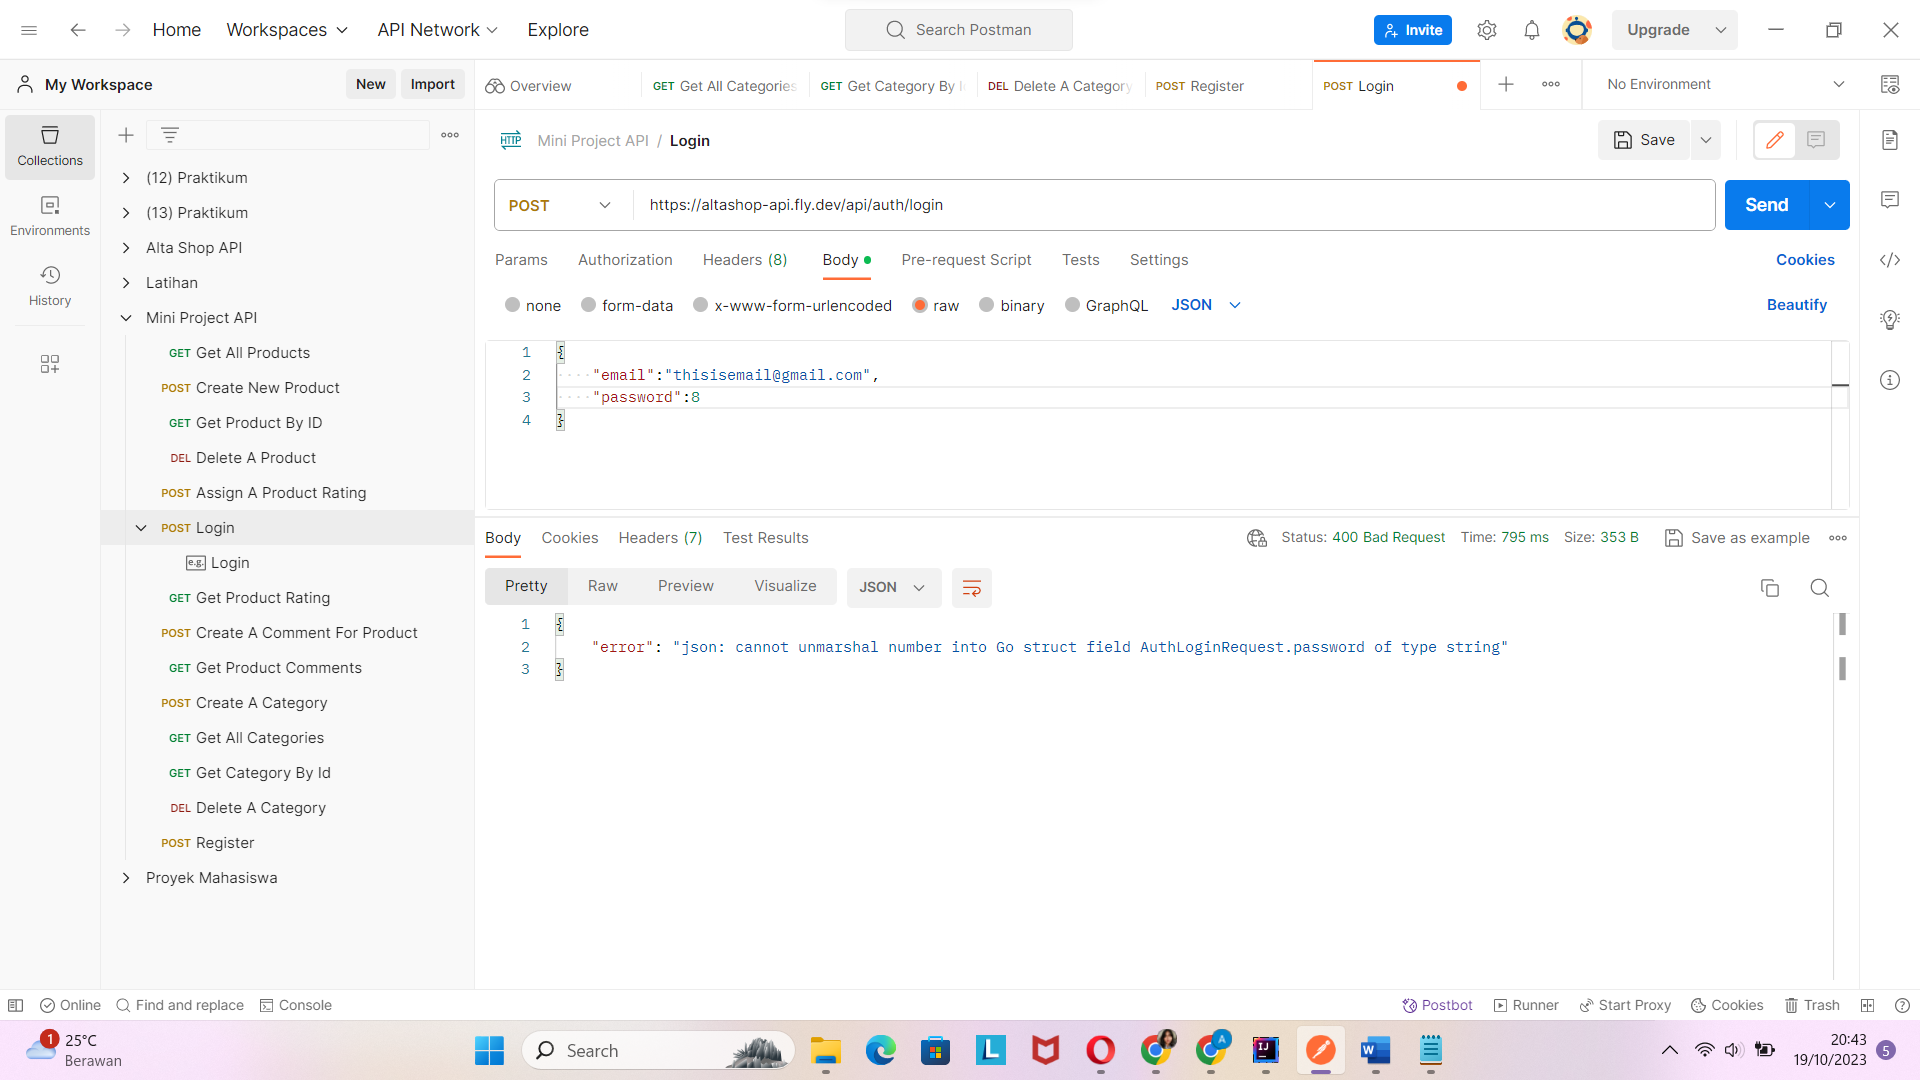 Home Workspaces API Network Explore Search Postman Invite Upgrade
My Workspace New Import Overview GET Get All Categories GET Get Category By DEL Delete A Category POST Register POST Login No Environment
Collections
Environments
History
(12) Praktikum
(13) Praktikum
Alta Shop API
Latihan
Mini Project API
GET Get All Products
POST Create New Product
GET Get Product By ID
DEL Delete A Product
POST Assign A Product Rating
POST Login
e.g. Login
GET Get Product Rating
POST Create A Comment For Product
GET Get Product Comments
POST Create A Category
GET Get All Categories
GET Get Category By Id
DEL Delete A Category
POST Register
Proyek Mahasiswa
HTTP Mini Project API / Login Save
POST https://altashop-api.fly.dev/api/auth/login Send
Params Authorization Headers (8) Body Pre-request Script Tests Settings Cookies
none form-data x-www-form-urlencoded raw binary GraphQL JSON Beautify
1 {
2 "email":"thisisemail@gmail.com",
3 "password":8
4 }
Body Cookies Headers (7) Test Results Status: 400 Bad Request Time: 795 ms Size: 353 B Save as example
Pretty Raw Preview Visualize JSON
1 {
2 "error": "json: cannot unmarshal number into Go struct field AuthLoginRequest.password of type string"
3 }
Online Find and replace Console Postbot Runner Start Proxy Cookies Trash
1 25°C
Berawan
Search
L
A
IJ
W
20:43
19/10/2023
5